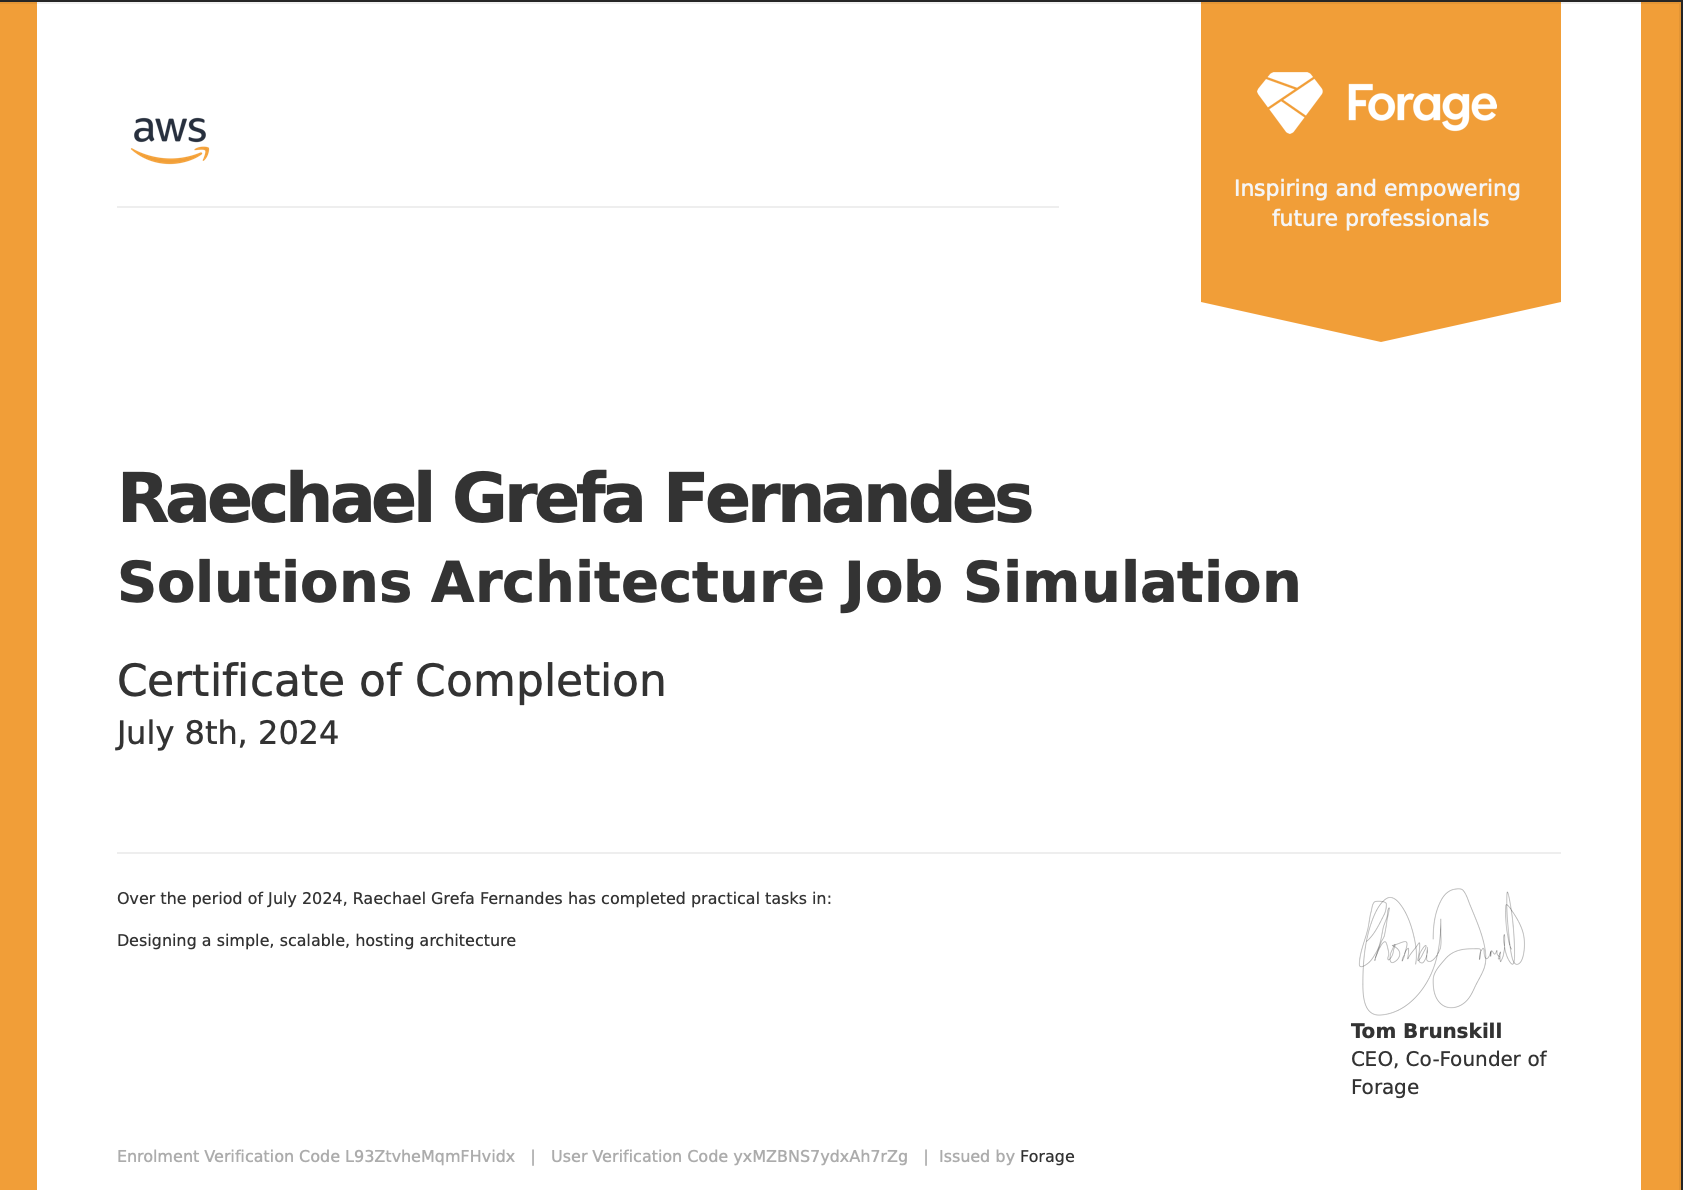 aws
Forage
Inspiring and empowering
future professionals
Raechael Grefa Fernandes
Solutions Architecture Job Simulation
Certificate of Completion
July 8th, 2024
Over the period of July 2024, Raechael Grefa Fernandes has completed practical tasks in:
Designing a simple, scalable, hosting architecture
Tom Brunskill
CEO, Co-Founder of
Forage
Enrolment Verification Code L93ZtvheMqmFHvidx | User Verification Code yxMZBNS7ydxAh7rZg | Issued by Forage